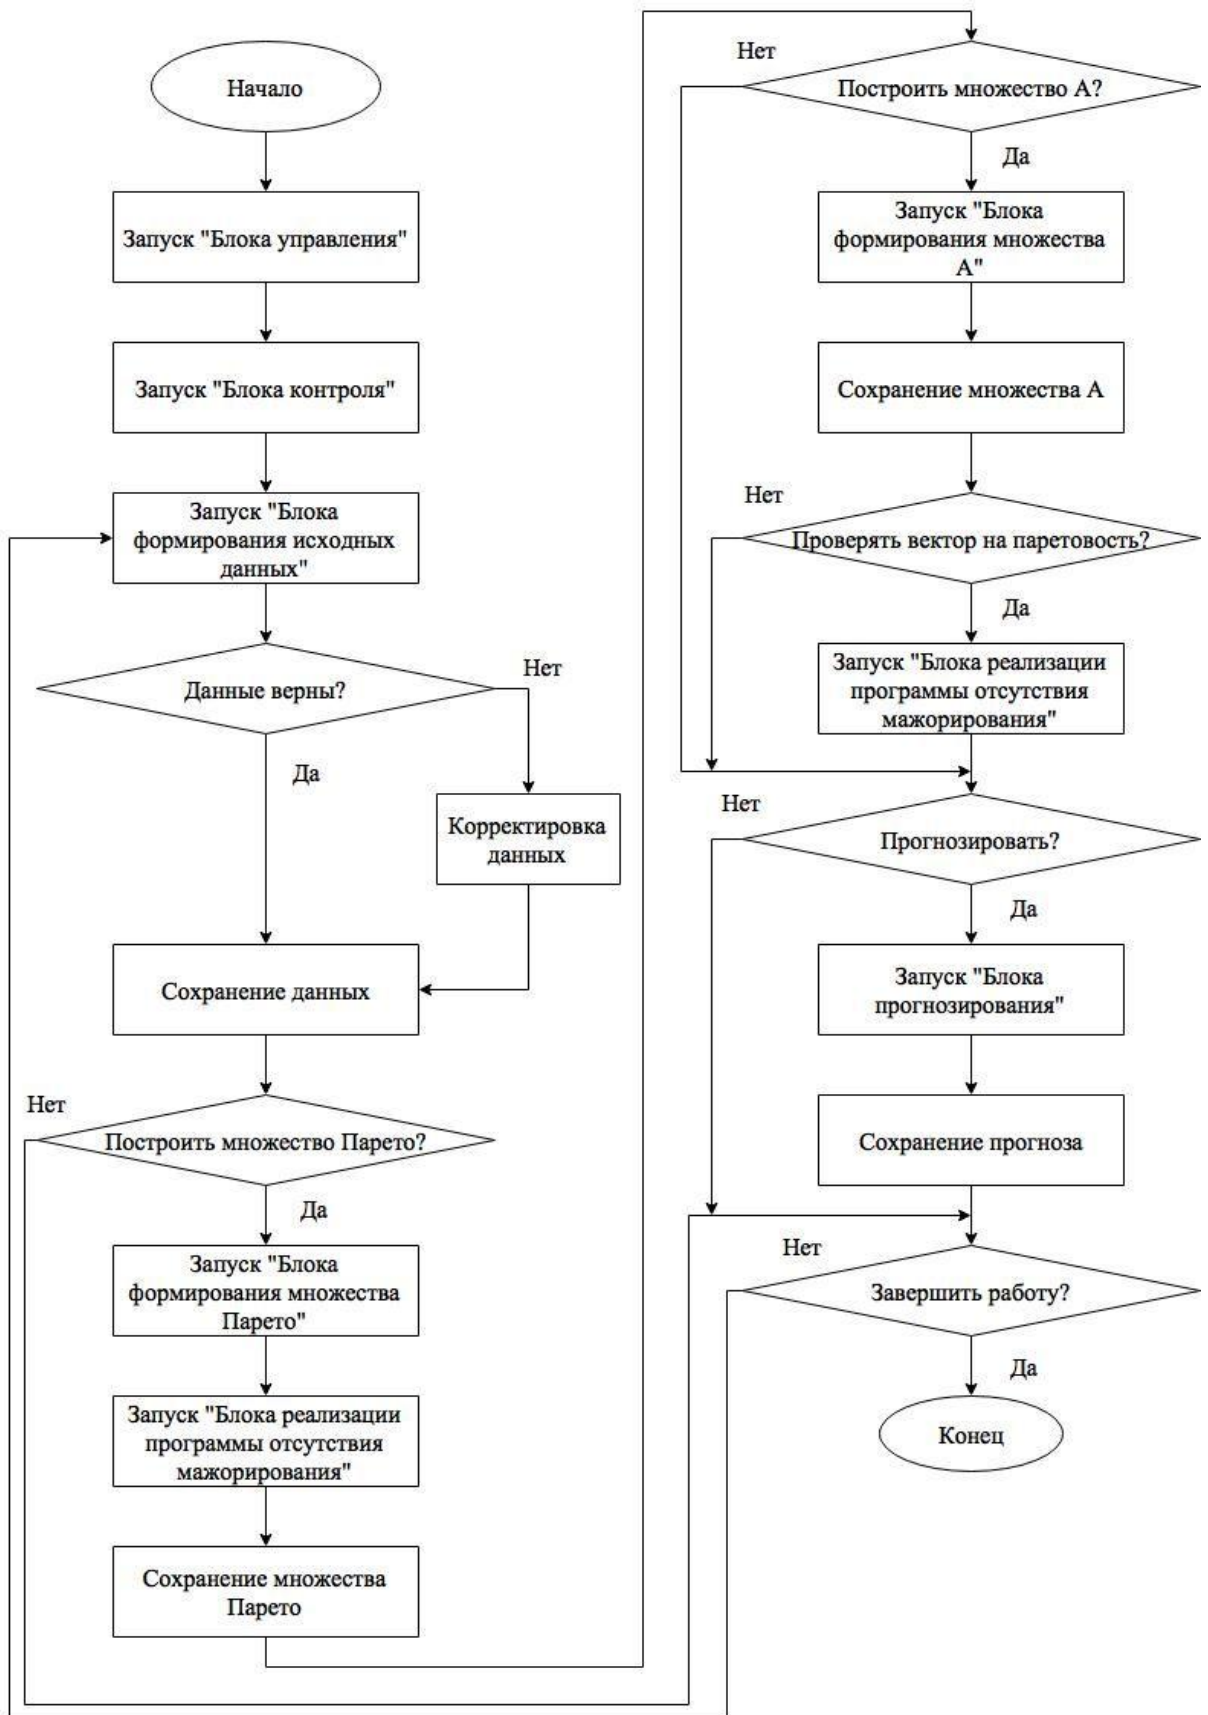 Начало
Запуск "Блока управления"
Запуск "Блока контроля"
Запуск "Блока
формирования исходных
данных"
Данные верны?
Нет
Да
Корректировка
данных
Сохранение данных
Нет
Построить множество Парето?
Да
Запуск "Блока
формирования множества
Парето"
Запуск "Блока реализации
программы отсутствия
мажорирования"
Сохранение множества
Парето
Нет
Построить множество А?
Да
Запуск "Блока
формирования множества
А"
Сохранение множества А
Нет
Проверять вектор на паретовость?
Да
Запуск "Блока реализации
программы отсутствия
мажорирования"
Нет
Прогнозировать?
Да
Запуск "Блока
прогнозирования"
Сохранение прогноза
Нет
Завершить работу?
Да
Конец